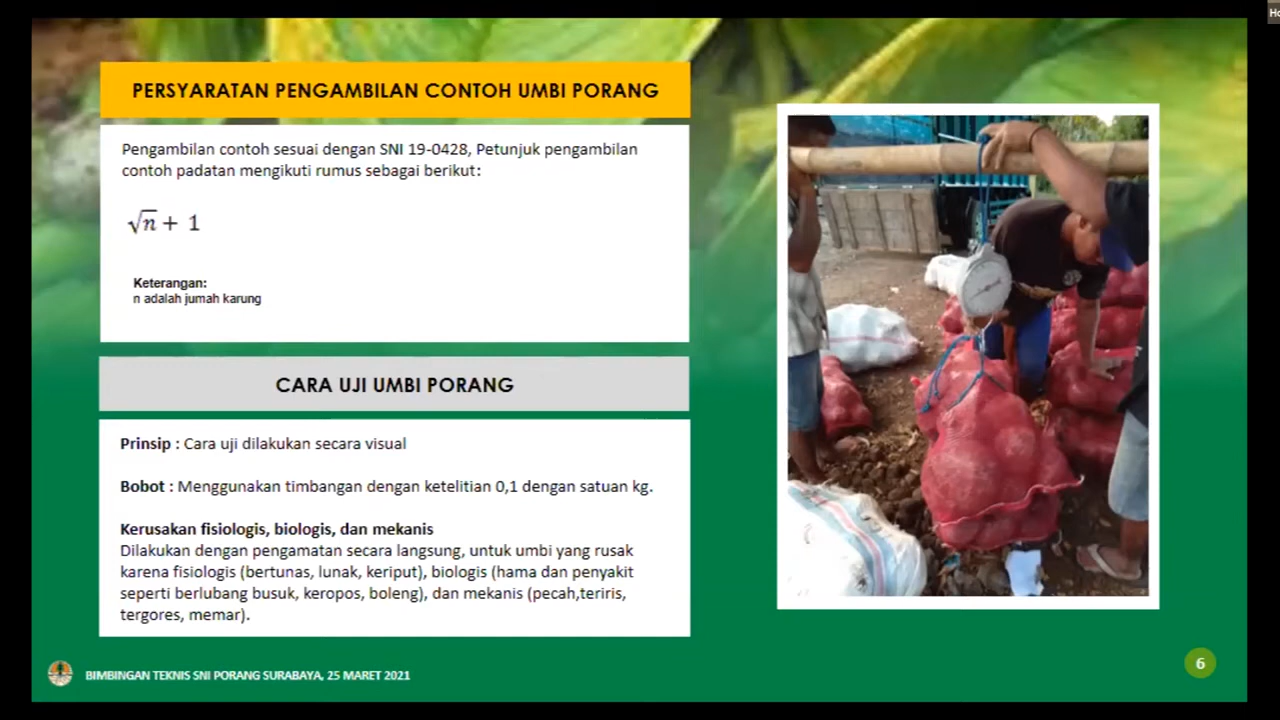 PERSYARATAN PENGAMBILAN CONTOH UMBI PORANG
Pengambilan contoh sesuai dengan SNI 19-0428, Petunjuk pengambilan
contoh padatan mengikuti rumus sebagai berikut:
√n + 1
Keterangan:
n adalah jumah karung
CARA UJI UMBI PORANG
Prinsip : Cara uji dilakukan secara visual
Bobot : Menggunakan timbangan dengan ketelitian 0,1 dengan satuan kg.
Kerusakan fisiologis, biologis, dan mekanis
Dilakukan dengan pengamatan secara langsung, untuk umbi yang rusak
karena fisiologis (bertunas, lunak, keriput), biologis (hama dan penyakit
seperti berlubang busuk, keropos, boleng), dan mekanis (pecah,teriris,
tergores, memar).
BIMBINGAN TEKNIS SNI PORANG SURABAYA, 25 MARET 2021
6